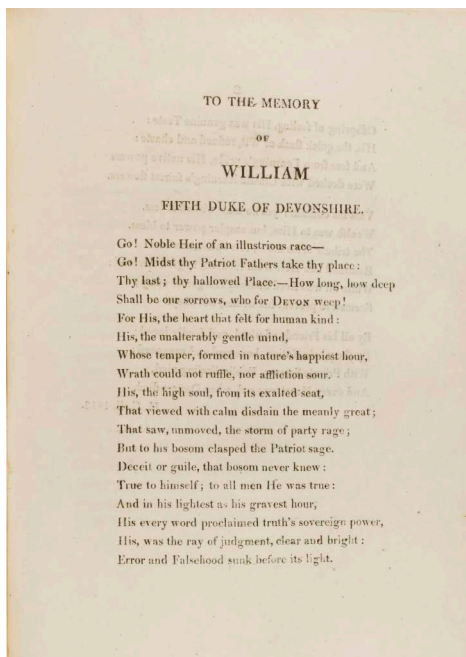 TO THE MEMORY
OF
WILLIAM
FIFTH DUKE OF DEVONSHIRE.
Go! Noble Heir of an illustrious race—
Go! Midst thy Patriot Fathers take thy place:
Thy last; thy hallowed Place.—How long, how deep
Shall be our sorrows, who for DEVON weep!
For His, the heart that felt for human kind:
His, the unalterably gentle mind,
Whose temper, formed in nature's happiest hour,
Wrath could not ruffle, nor affliction sour.
His, the high soul, from its exalted seat,
That viewed with calm disdain the meanly great;
That saw, unmoved, the storm of party rage;
But to his bosom clasped the Patriot sage.
Deceit or guile, that bosom never knew:
True to himself; to all men He was true:
And in his lightest as his gravest hour,
His every word proclaimed truth's sovereign power,
His, was the ray of judgment, clear and bright:
Error and Falsehood sunk before its light.